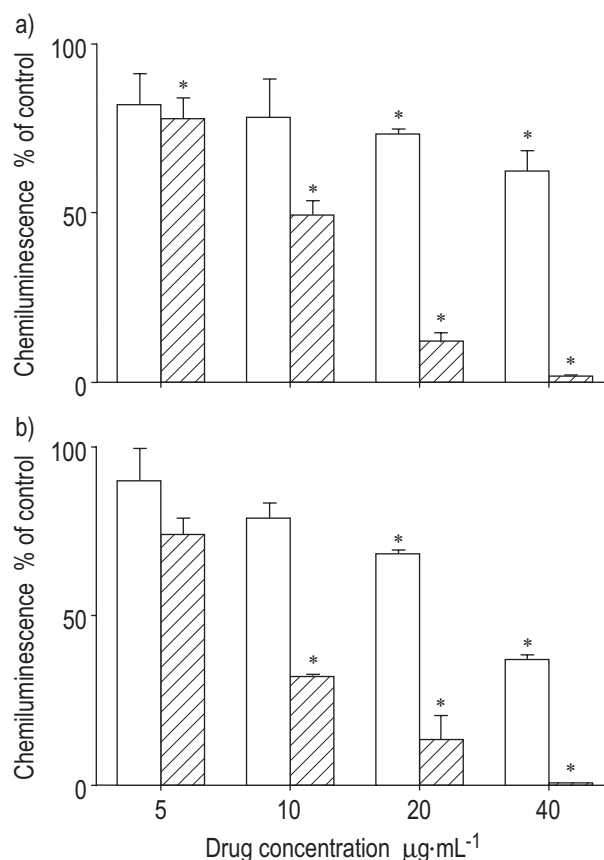 a)
Chemiluminescence % of control
100
50
0
* * * * * *
b)
Chemiluminescence % of control
100
50
0
* * * * *
5 10 20 40
Drug concentration μg·mL-1